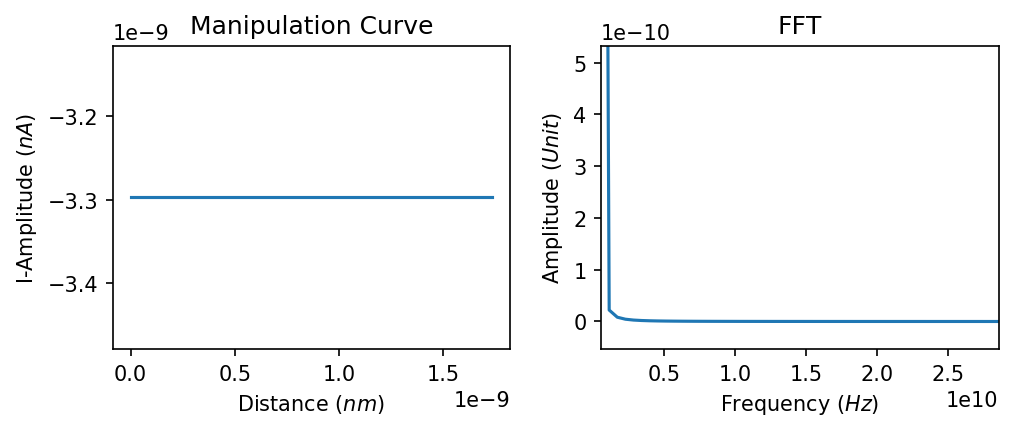 Manipulation Curve
1e−9
−3.2
−3.3
−3.4
I-Amplitude (nA)
0.0 0.5 1.0 1.5
1e−9
Distance (nm)
FFT
1e−10
5
4
3
2
1
0
Amplitude (Unit)
0.5 1.0 1.5 2.0 2.5
1e10
Frequency (Hz)